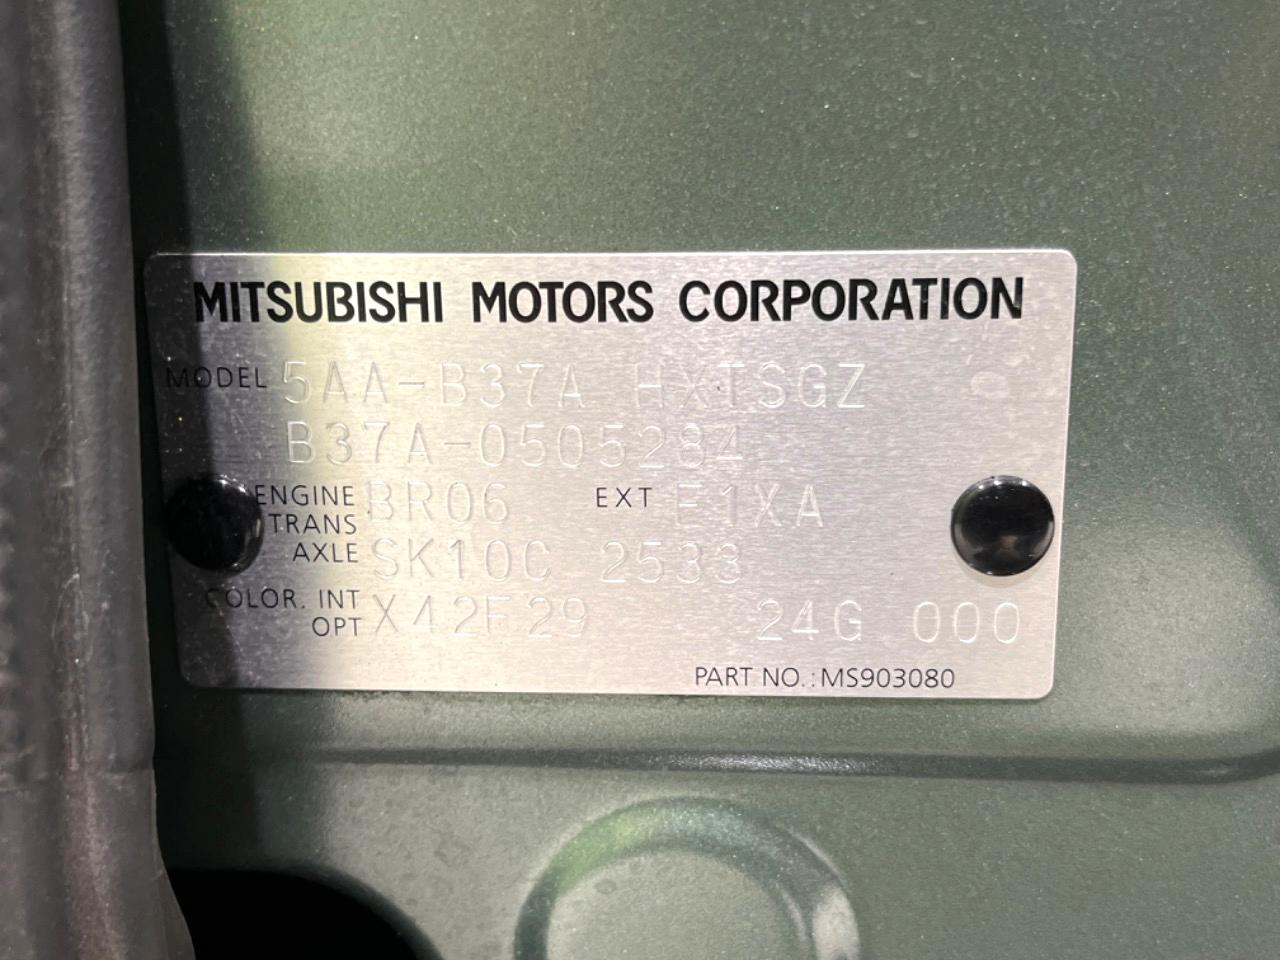 MITSUBISHI MOTORS CORPORATION
MODEL 5AA-B37A HXTSGZ
B37A-0505284
ENGINE BR06 EXT E1XA
TRANS
AXLE SK10C 2533
COLOR. INT
OPT X42F29 24G 000
PART NO.: MS903080